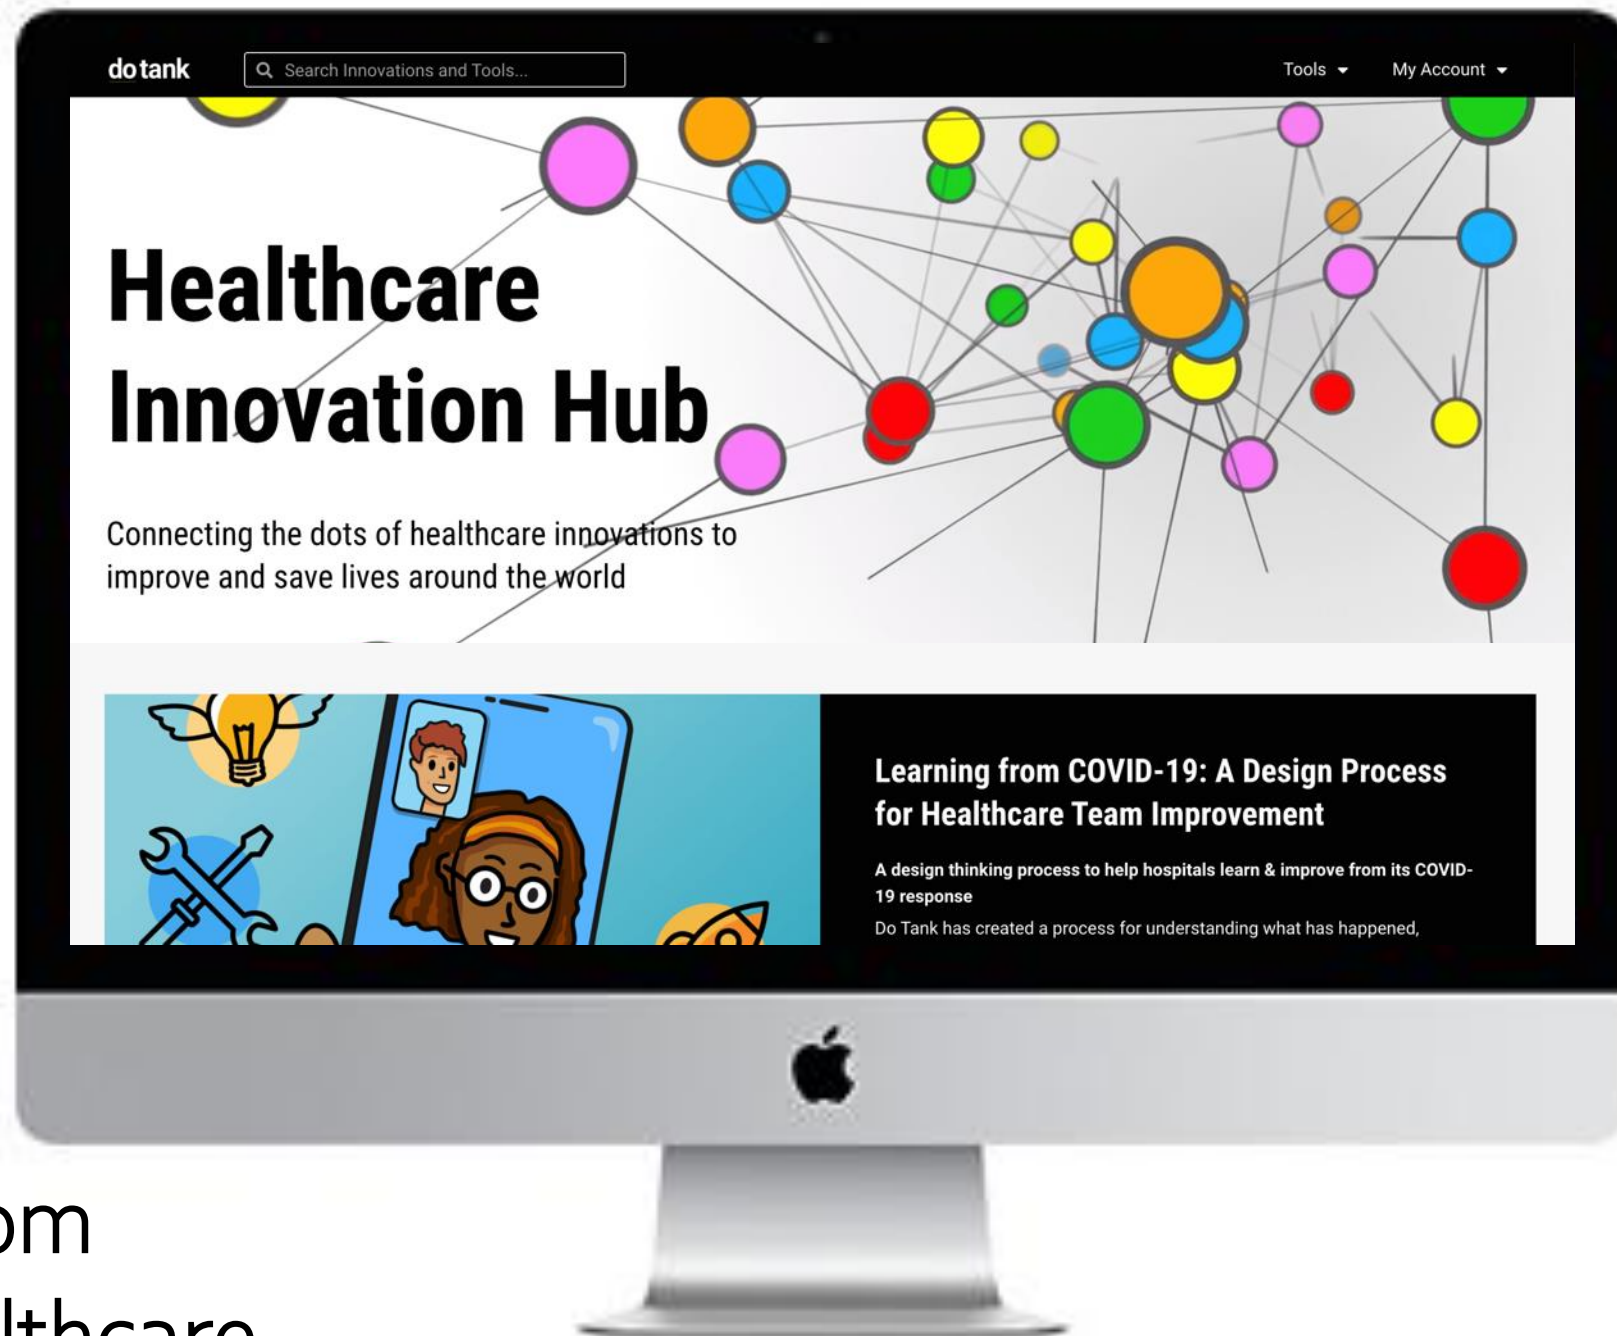 do tank
Search Innovations and Tools...
Tools
My Account
Healthcare
Innovation Hub
Connecting the dots of healthcare innovations to
improve and save lives around the world
Learning from COVID-19: A Design Process
for Healthcare Team Improvement
A design thinking process to help hospitals learn & improve from its COVID-
19 response
Do Tank has created a process for understanding what has happened,
om
lthcare